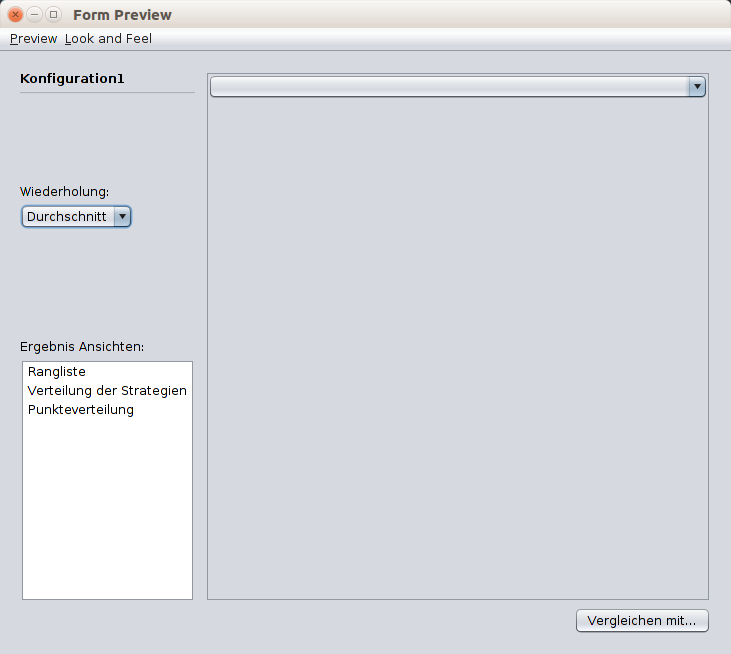 Form Preview
Preview Look and Feel
Konfiguration1
Wiederholung:
Durchschnitt
Ergebnis Ansichten:
Rangliste
Verteilung der Strategien
Punkteverteilung
Vergleichen mit...